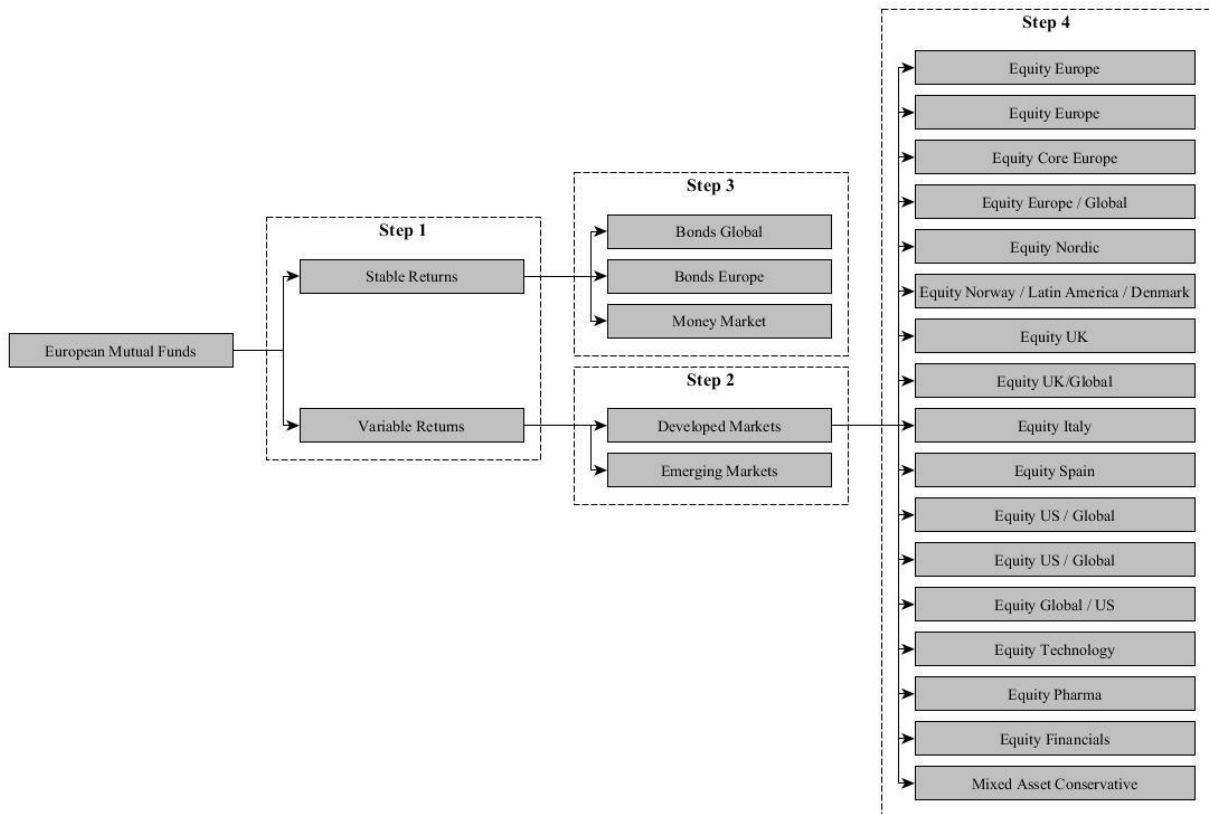 European Mutual Funds
Step 1
Stable Returns
Variable Returns
Step 3
Bonds Global
Bonds Europe
Money Market
Step 2
Developed Markets
Emerging Markets
Step 4
Equity Europe
Equity Europe
Equity Core Europe
Equity Europe / Global
Equity Nordic
Equity Norway / Latin America / Denmark
Equity UK
Equity UK/Global
Equity Italy
Equity Spain
Equity US / Global
Equity US / Global
Equity Global / US
Equity Technology
Equity Pharma
Equity Financials
Mixed Asset Conservative